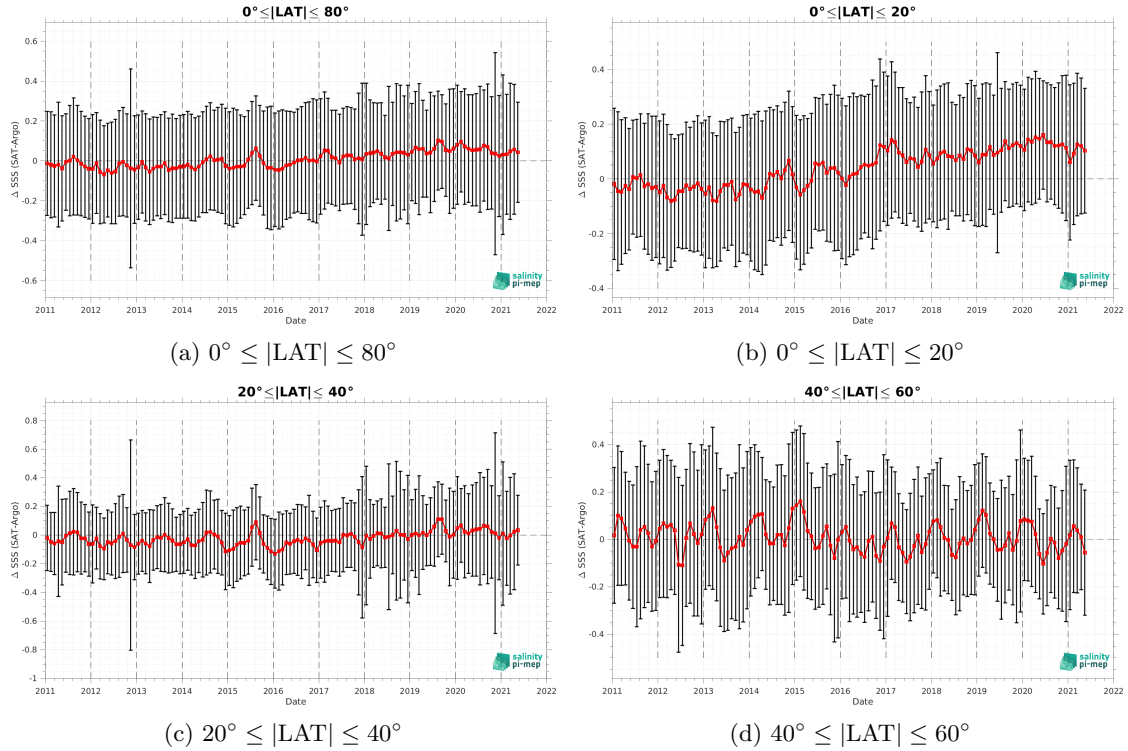 0°≤|LAT|≤ 80°
Δ SSS (SAT-Argo)
0.6
0.4
0.2
0
-0.2
-0.4
-0.6
2011 2012 2013 2014 2015 2016 2017 2018 2019 2020 2021 2022
Date
salinity
pi-mep
(a) 0° ≤ |LAT| ≤ 80°
0°≤|LAT|≤ 20°
Δ SSS (SAT-Argo)
0.4
0.2
0
-0.2
-0.4
2011 2012 2013 2014 2015 2016 2017 2018 2019 2020 2021 2022
Date
salinity
pi-mep
(b) 0° ≤ |LAT| ≤ 20°
20°≤|LAT|≤ 40°
Δ SSS (SAT-Argo)
0.8
0.6
0.4
0.2
0
-0.2
-0.4
-0.6
-0.8
-1
2011 2012 2013 2014 2015 2016 2017 2018 2019 2020 2021 2022
Date
salinity
pi-mep
(c) 20° ≤ |LAT| ≤ 40°
40°≤|LAT|≤ 60°
Δ SSS (SAT-Argo)
0.4
0.2
0
-0.2
-0.4
2011 2012 2013 2014 2015 2016 2017 2018 2019 2020 2021 2022
Date
salinity
pi-mep
(d) 40° ≤ |LAT| ≤ 60°